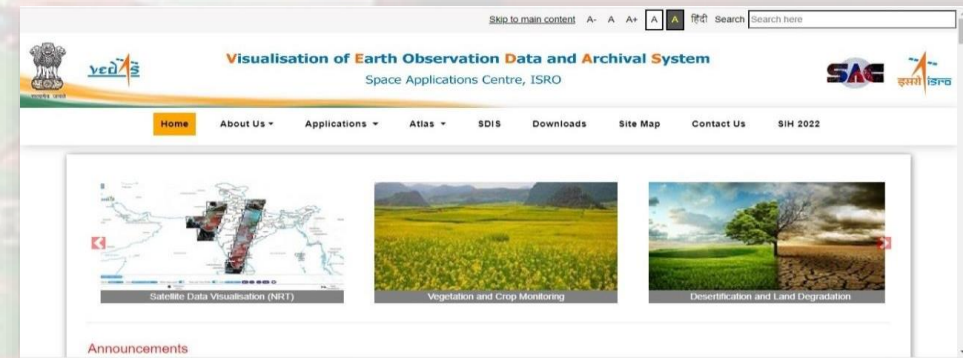 Skip to main content A- A A+ A A हिंदी Search Search here
vedas
Visualisation of Earth Observation Data and Archival System
Space Applications Centre, ISRO
SAC
इसरो isro
Home About Us Applications Atlas SDIS Downloads Site Map Contact Us SIH 2022
Satellite Data Visualisation (NRT) Vegetation and Crop Monitoring Desertification and Land Degradation
Announcements